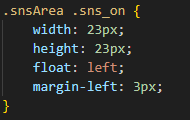 .snsArea .sns_on {
    width: 23px;
    height: 23px;
    float: left;
    margin-left: 3px;
}